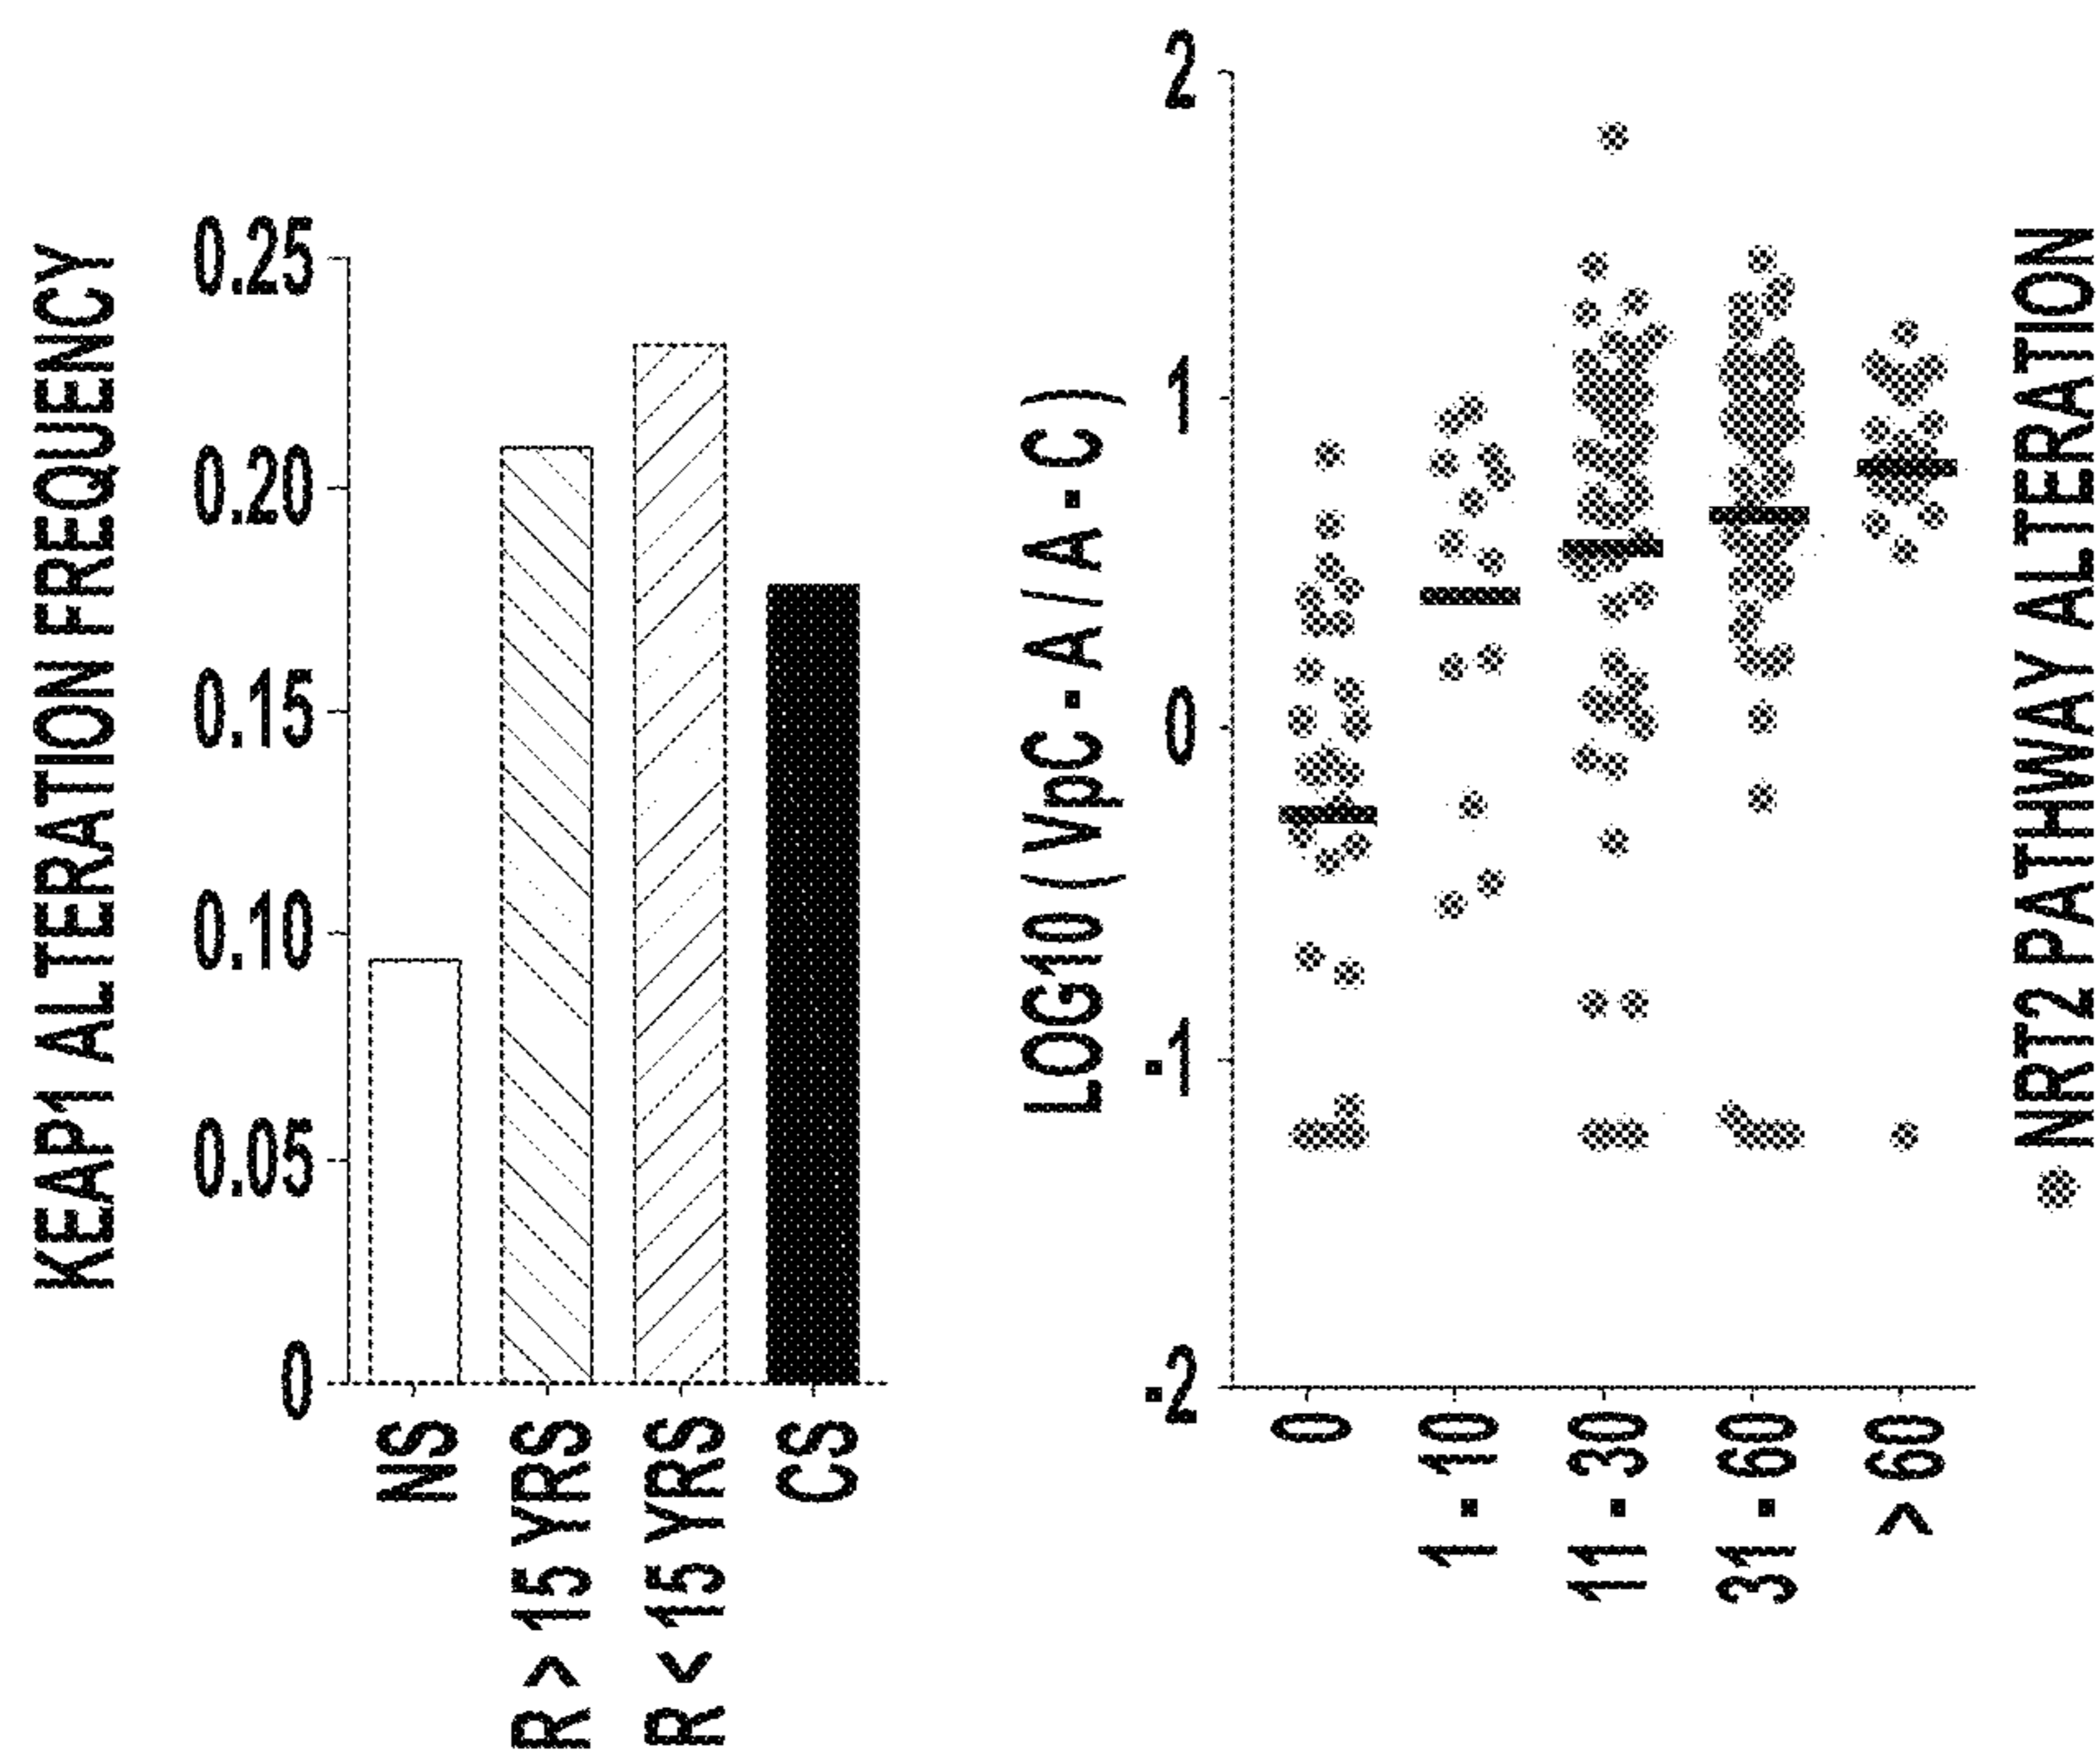 KEAP1 ALTERATION FREQUENCY
0.25
0.20
0.15
0.10
0.05
0
NS
R > 15 YRS
R < 15 YRS
CS
LOG10 ( VpC - A / A - C )
2
1
0
-1
-2
0
1 - 10
11 - 30
31 - 60
> 60
NRT2 PATHWAY ALTERATION